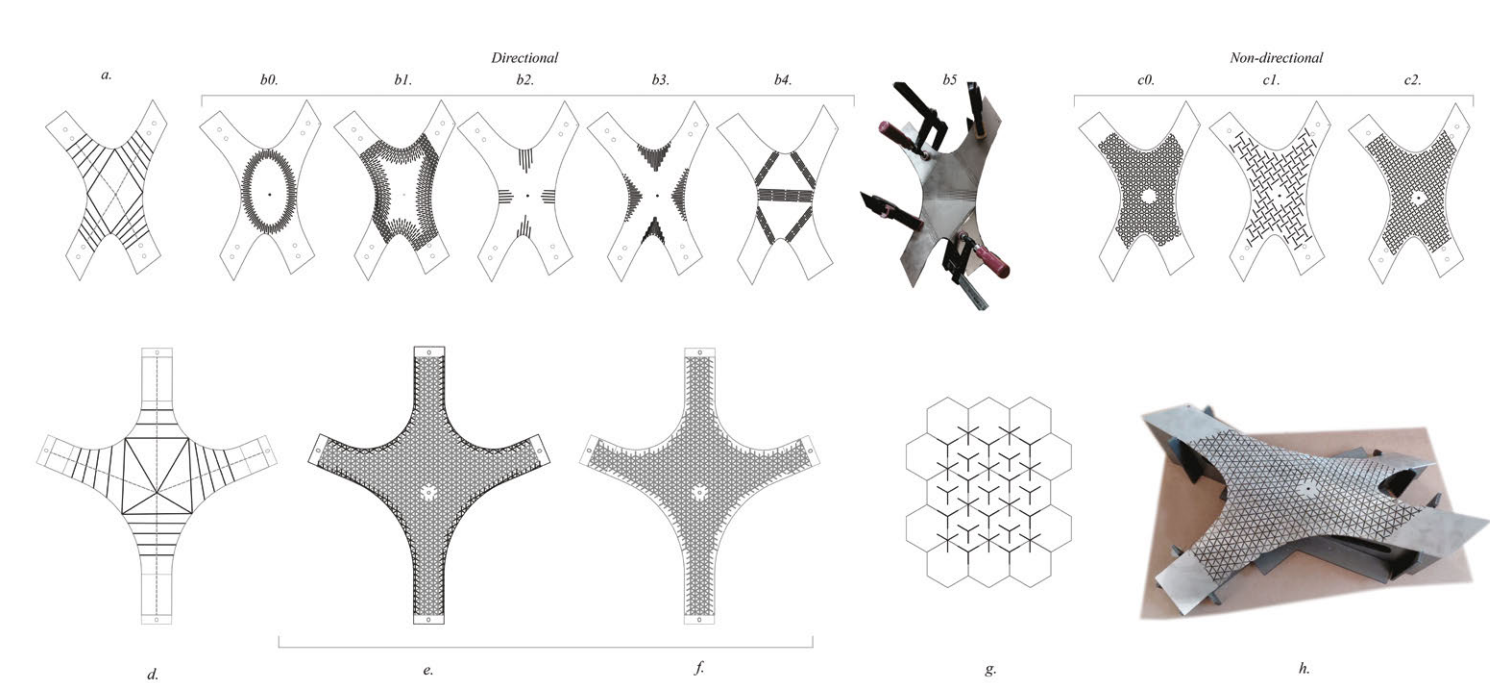 Directional
Non-directional
a.
b0.
b1.
b2.
b3.
b4.
b5
c0.
c1.
c2.
d.
e.
f.
g.
h.